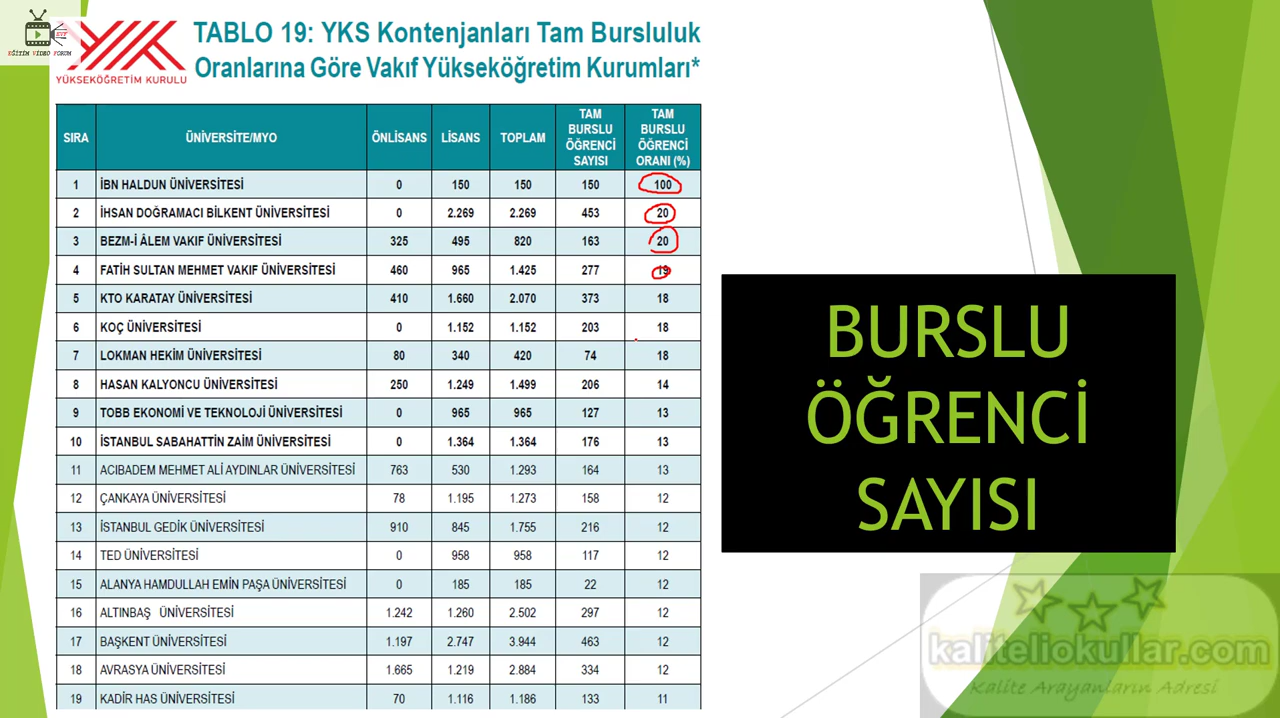 EYF
EĞİTİM VİDEO FORUM
YÜKSEKÖĞRETİM KURULU
TABLO 19: YKS Kontenjanları Tam Bursluluk
Oranlarına Göre Vakıf Yükseköğretim Kurumları*
SIRA ÜNİVERSİTE/MYO ÖNLİSANS LİSANS TOPLAM TAM BURSLU ÖĞRENCİ SAYISI TAM BURSLU ÖĞRENCİ ORANI (%)
1 İBN HALDUN ÜNİVERSİTESİ 0 150 150 150 100
2 İHSAN DOĞRAMACI BİLKENT ÜNİVERSİTESİ 0 2.269 2.269 453 20
3 BEZM-İ ÂLEM VAKIF ÜNİVERSİTESİ 325 495 820 163 20
4 FATİH SULTAN MEHMET VAKIF ÜNİVERSİTESİ 460 965 1.425 277 19
5 KTO KARATAY ÜNİVERSİTESİ 410 1.660 2.070 373 18
6 KOÇ ÜNİVERSİTESİ 0 1.152 1.152 203 18
7 LOKMAN HEKİM ÜNİVERSİTESİ 80 340 420 74 18
8 HASAN KALYONCU ÜNİVERSİTESİ 250 1.249 1.499 206 14
9 TOBB EKONOMİ VE TEKNOLOJİ ÜNİVERSİTESİ 0 965 965 127 13
10 İSTANBUL SABAHATTİN ZAİM ÜNİVERSİTESİ 0 1.364 1.364 176 13
11 ACIBADEM MEHMET ALİ AYDINLAR ÜNİVERSİTESİ 763 530 1.293 164 13
12 ÇANKAYA ÜNİVERSİTESİ 78 1.195 1.273 158 12
13 İSTANBUL GEDİK ÜNİVERSİTESİ 910 845 1.755 216 12
14 TED ÜNİVERSİTESİ 0 958 958 117 12
15 ALANYA HAMDULLAH EMİN PAŞA ÜNİVERSİTESİ 0 185 185 22 12
16 ALTINBAŞ ÜNİVERSİTESİ 1.242 1.260 2.502 297 12
17 BAŞKENT ÜNİVERSİTESİ 1.197 2.747 3.944 463 12
18 AVRASYA ÜNİVERSİTESİ 1.665 1.219 2.884 334 12
19 KADİR HAS ÜNİVERSİTESİ 70 1.116 1.186 133 11
BURSLU
ÖĞRENCİ
SAYISI
kaliteliokullar.com
Kalite Arayanların Adresi